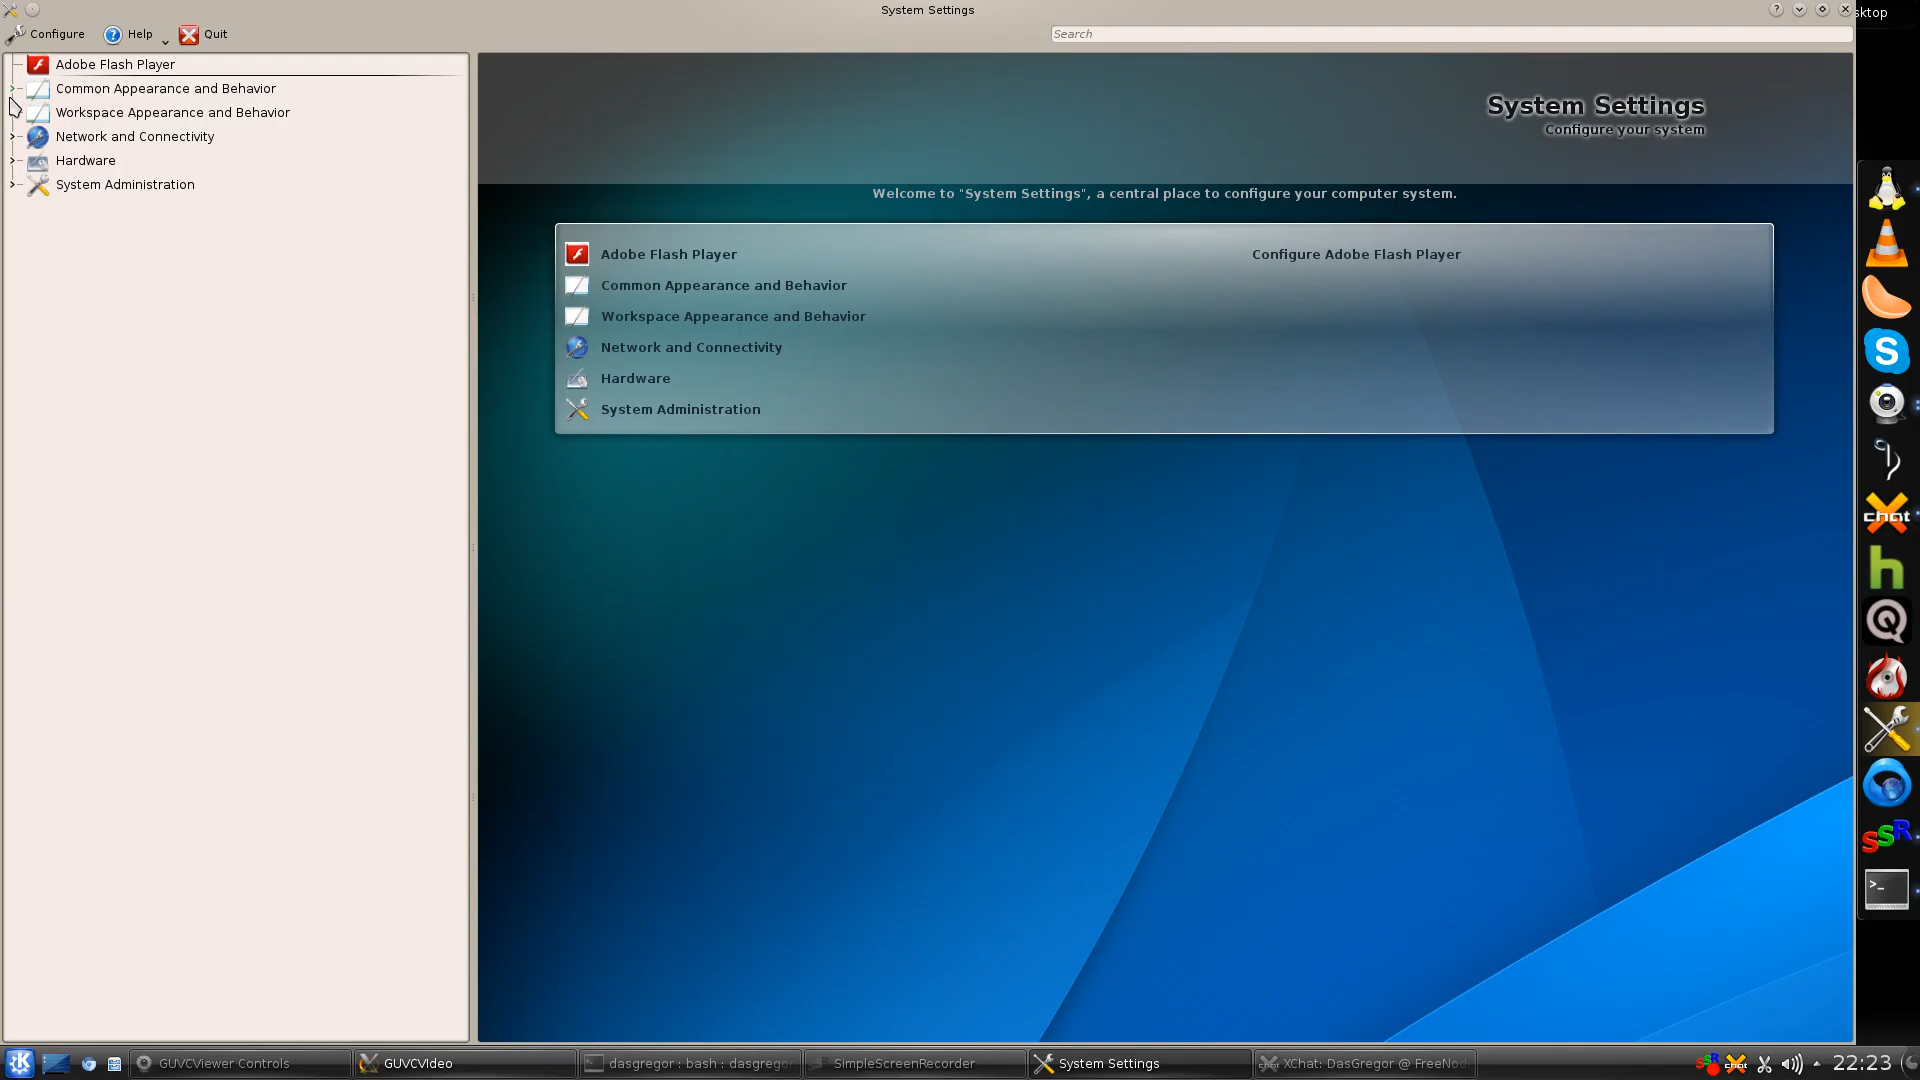 System Settings
?
sktop
Configure
Help
Quit
Search
Adobe Flash Player
Common Appearance and Behavior
Workspace Appearance and Behavior
Network and Connectivity
Hardware
System Administration
System Settings
Configure your system
Welcome to "System Settings", a central place to configure your computer system.
Adobe Flash Player
Configure Adobe Flash Player
Common Appearance and Behavior
Workspace Appearance and Behavior
Network and Connectivity
Hardware
System Administration
S
chat
h
SSR
>_
GUVCViewer Controls
GUVCVideo
dasgregor : bash : dasgregor
SimpleScreenRecorder
System Settings
XChat: DasGregor @ FreeNod
SSR
chat
22:23